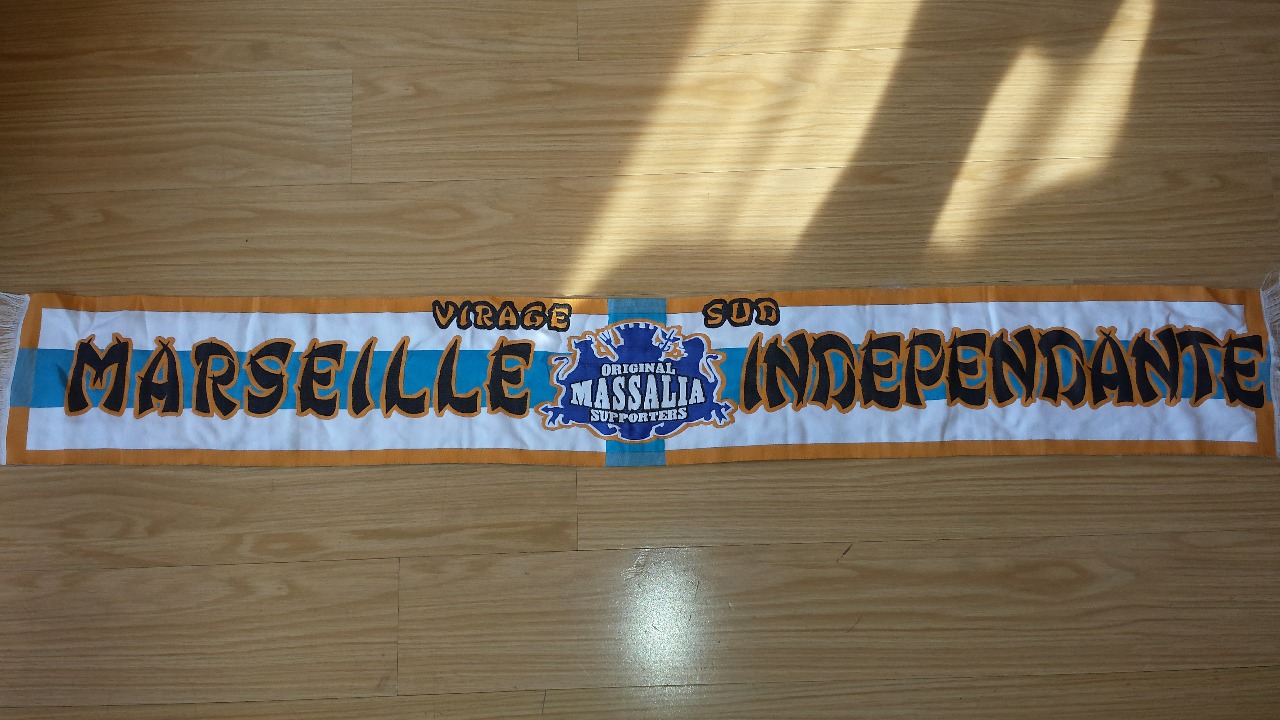 VIRAGE SUD
MARSEILLE INDEPENDANTE
ORIGINAL
MASSALIA
SUPPORTERS